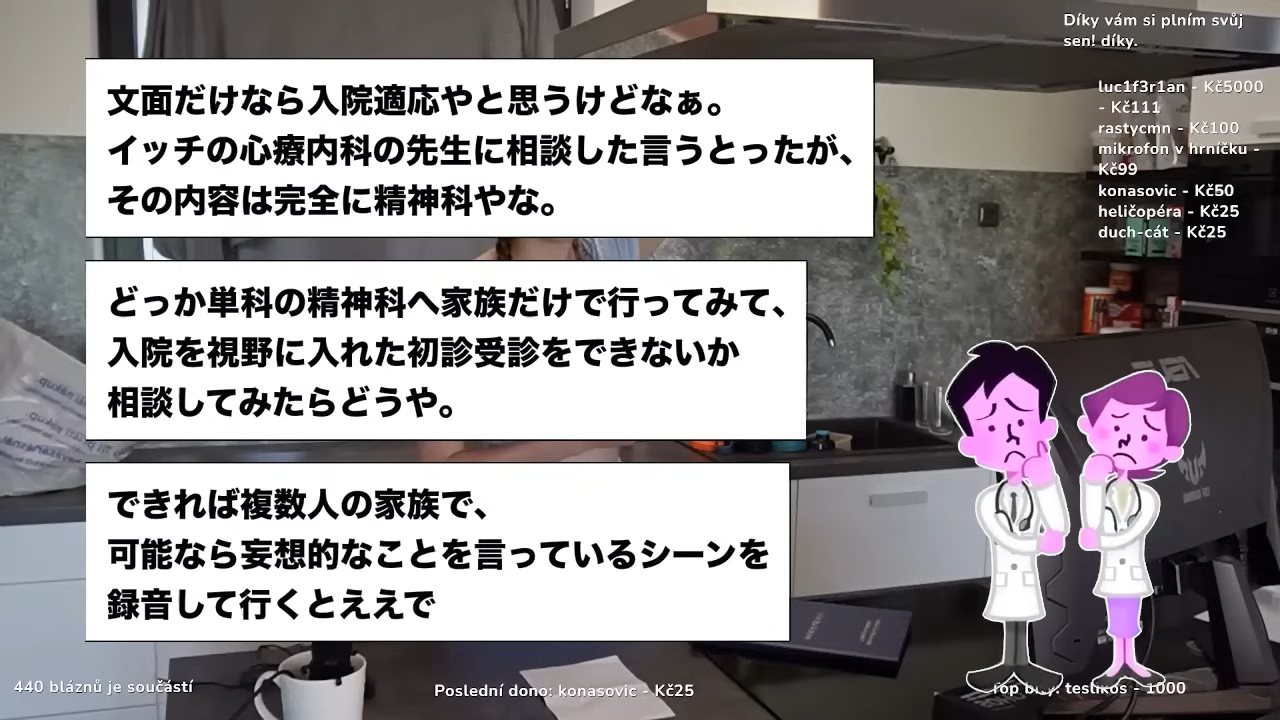 Díky vám si plním svůj
sen! díky.
luc1f3r1an - Kč5000
- Kč111
rastycmn - Kč100
mikrofon v hrníčku -
Kč99
konasovic - Kč50
heličopéra - Kč25
duch-cát - Kč25
文面だけなら入院適応やと思うけどなぁ。
イッチの心療内科の先生に相談した言うとったが、
その内容は完全に精神科やな。
どっか単科の精神科へ家族だけで行ってみて、
入院を視野に入れた初診受診をできないか
相談してみたらどうや。
できれば複数人の家族で、
可能なら妄想的なことを言っているシーンを
録音して行くとええで
440 bláznů je součástí
Poslední dono: konasovic - Kč25
Top bity: testikos - 1000